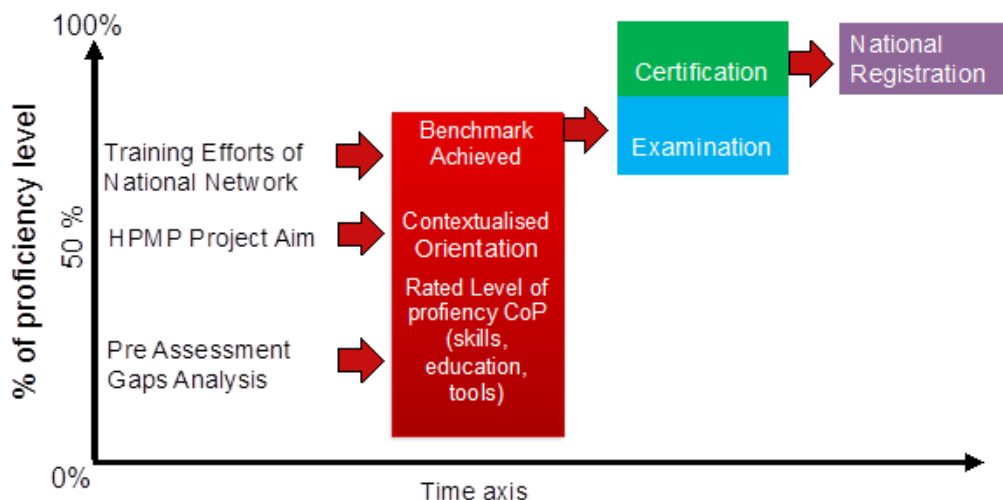 100%
% of proficiency level
50 %
0%
Training Efforts of
National Network
HPMP Project Aim
Pre Assessment
Gaps Analysis
Benchmark
Achieved
Contextualised
Orientation
Rated Level of
profiency CoP
(skills,
education,
tools)
Certification
Examination
National
Registration
Time axis